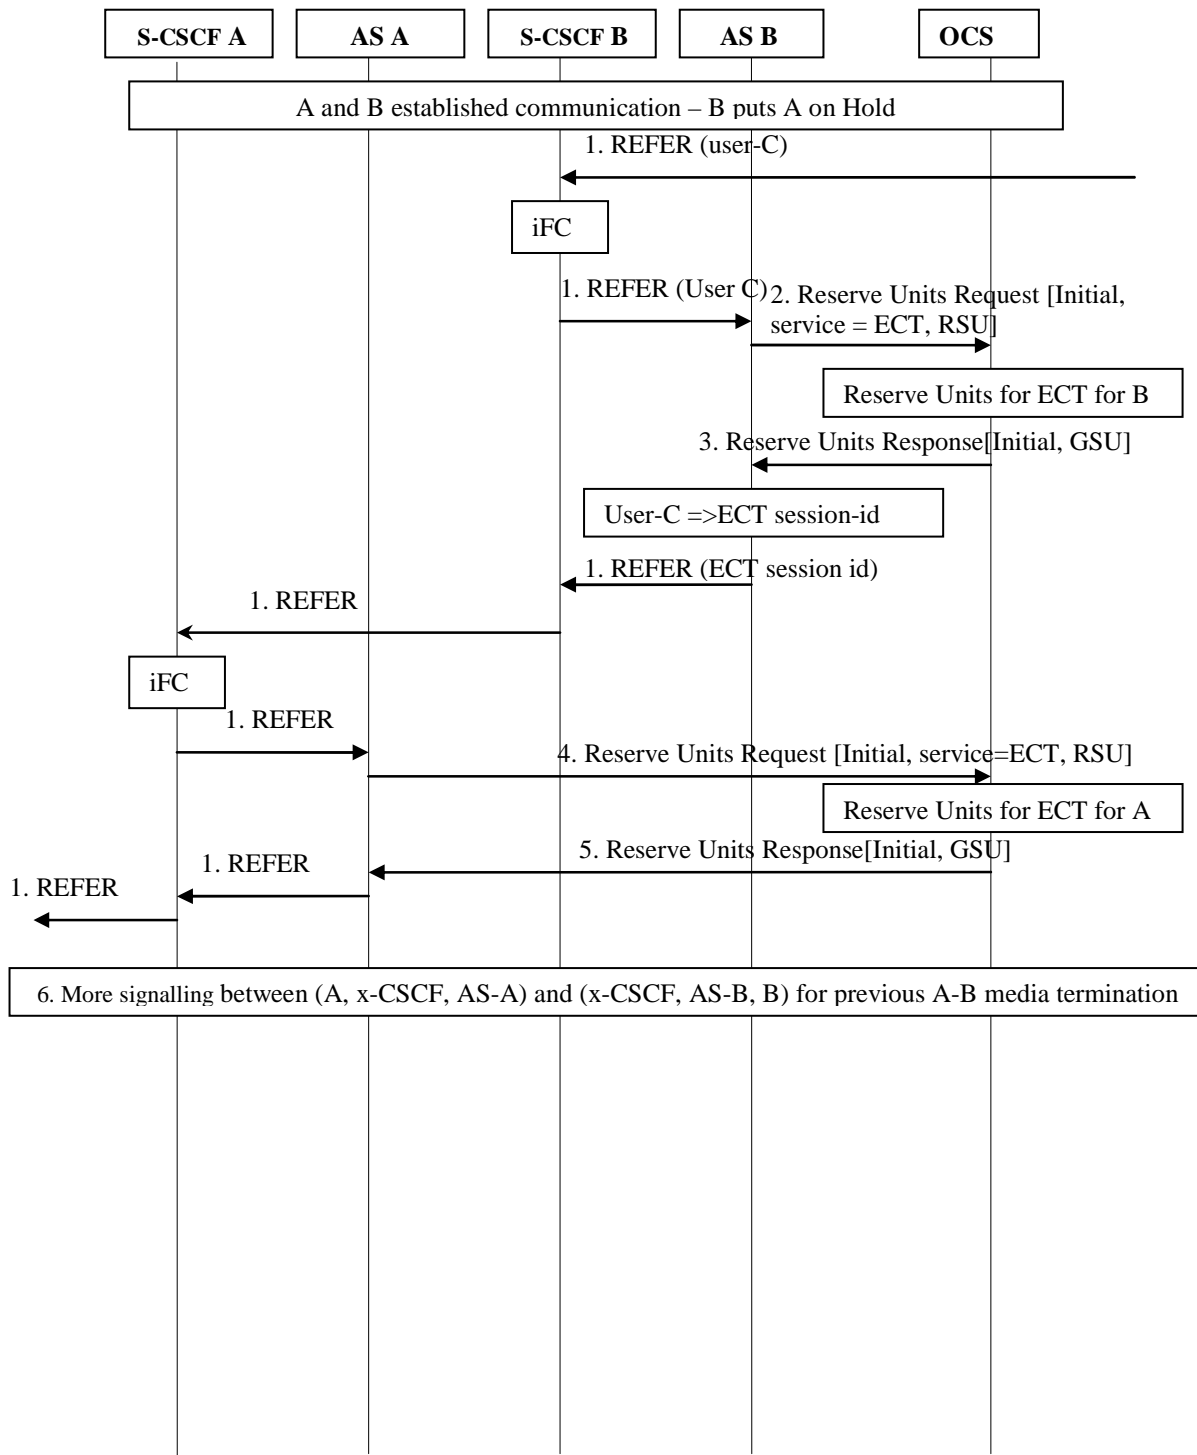 S-CSCF A
AS A
S-CSCF B
AS B
OCS
A and B established communication – B puts A on Hold
1. REFER (user-C)
iFC
1. REFER (User C)
2. Reserve Units Request [Initial,
service = ECT, RSU]
Reserve Units for ECT for B
3. Reserve Units Response[Initial, GSU]
User-C =>ECT session-id
1. REFER (ECT session id)
1. REFER
iFC
1. REFER
4. Reserve Units Request [Initial, service=ECT, RSU]
Reserve Units for ECT for A
5. Reserve Units Response[Initial, GSU]
1. REFER
1. REFER
6. More signalling between (A, x-CSCF, AS-A) and (x-CSCF, AS-B, B) for previous A-B media termination